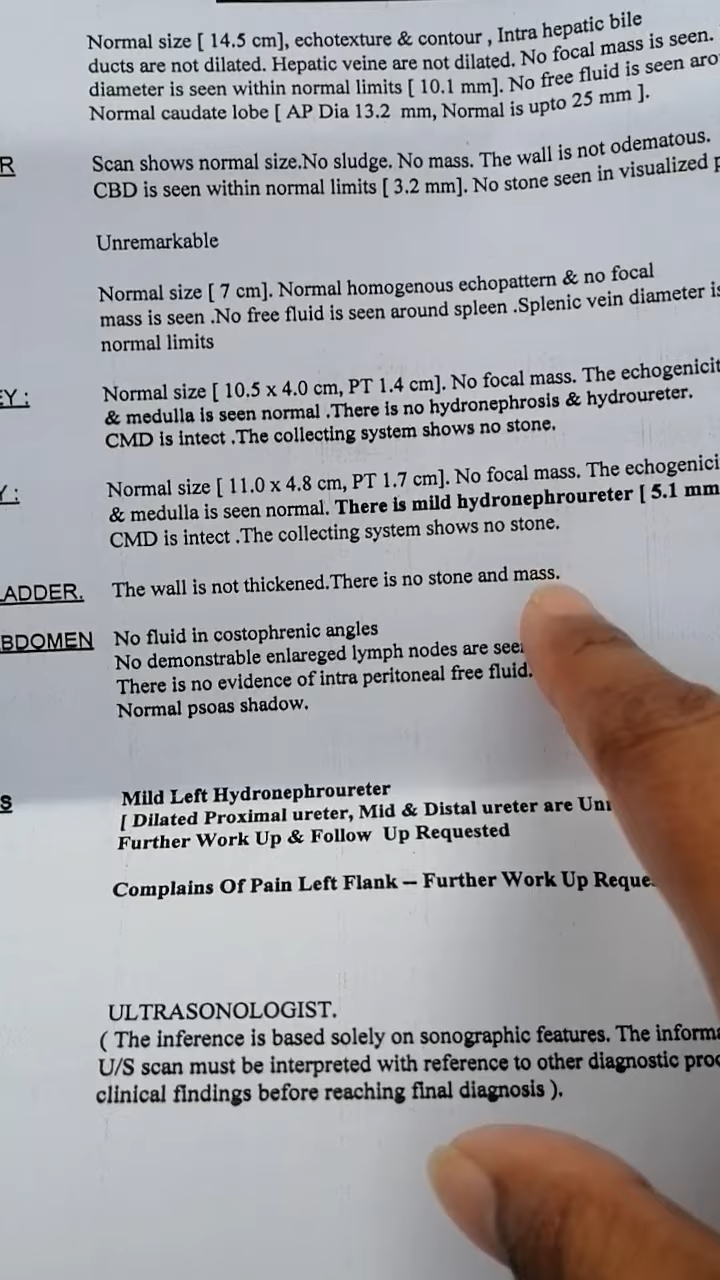 Normal size [ 14.5 cm], echotexture & contour , Intra hepatic bile
ducts are not dilated. Hepatic veine are not dilated. No focal mass is seen.
diameter is seen within normal limits [ 10.1 mm]. No free fluid is seen aro
Normal caudate lobe [ AP Dia 13.2 mm, Normal is upto 25 mm ].
R Scan shows normal size.No sludge. No mass. The wall is not odematous.
CBD is seen within normal limits [ 3.2 mm]. No stone seen in visualized p
Unremarkable
Normal size [ 7 cm]. Normal homogenous echopattern & no focal
mass is seen .No free fluid is seen around spleen .Splenic vein diameter is
normal limits
EY : Normal size [ 10.5 x 4.0 cm, PT 1.4 cm]. No focal mass. The echogenicit
& medulla is seen normal .There is no hydronephrosis & hydroureter.
CMD is intect .The collecting system shows no stone.
Y : Normal size [ 11.0 x 4.8 cm, PT 1.7 cm]. No focal mass. The echogenici
& medulla is seen normal. There is mild hydronephroureter [ 5.1 mm
CMD is intect .The collecting system shows no stone.
ADDER. The wall is not thickened.There is no stone and mass.
BDOMEN No fluid in costophrenic angles
No demonstrable enlareged lymph nodes are see
There is no evidence of intra peritoneal free fluid.
Normal psoas shadow.
S Mild Left Hydronephroureter
[ Dilated Proximal ureter, Mid & Distal ureter are Un
Further Work Up & Follow Up Requested
Complains Of Pain Left Flank – Further Work Up Reque
ULTRASONOLOGIST.
( The inference is based solely on sonographic features. The informa
U/S scan must be interpreted with reference to other diagnostic pro
clinical findings before reaching final diagnosis ).